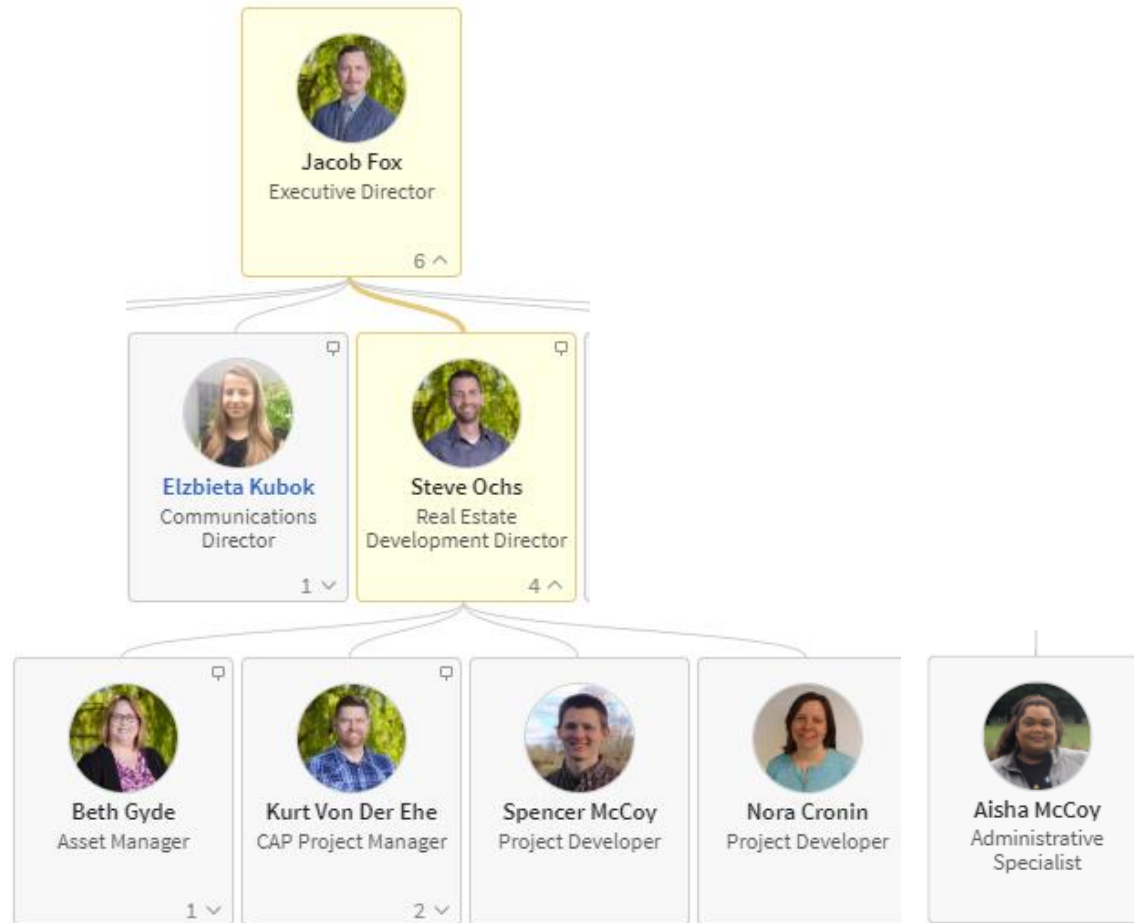 Jacob Fox
Executive Director
6
Elzbieta Kubok
Communications
Director
1
Steve Ochs
Real Estate
Development Director
4
Beth Gyde
Asset Manager
1
Kurt Von Der Ehe
CAP Project Manager
2
Spencer McCoy
Project Developer
Nora Cronin
Project Developer
Aisha McCoy
Administrative
Specialist